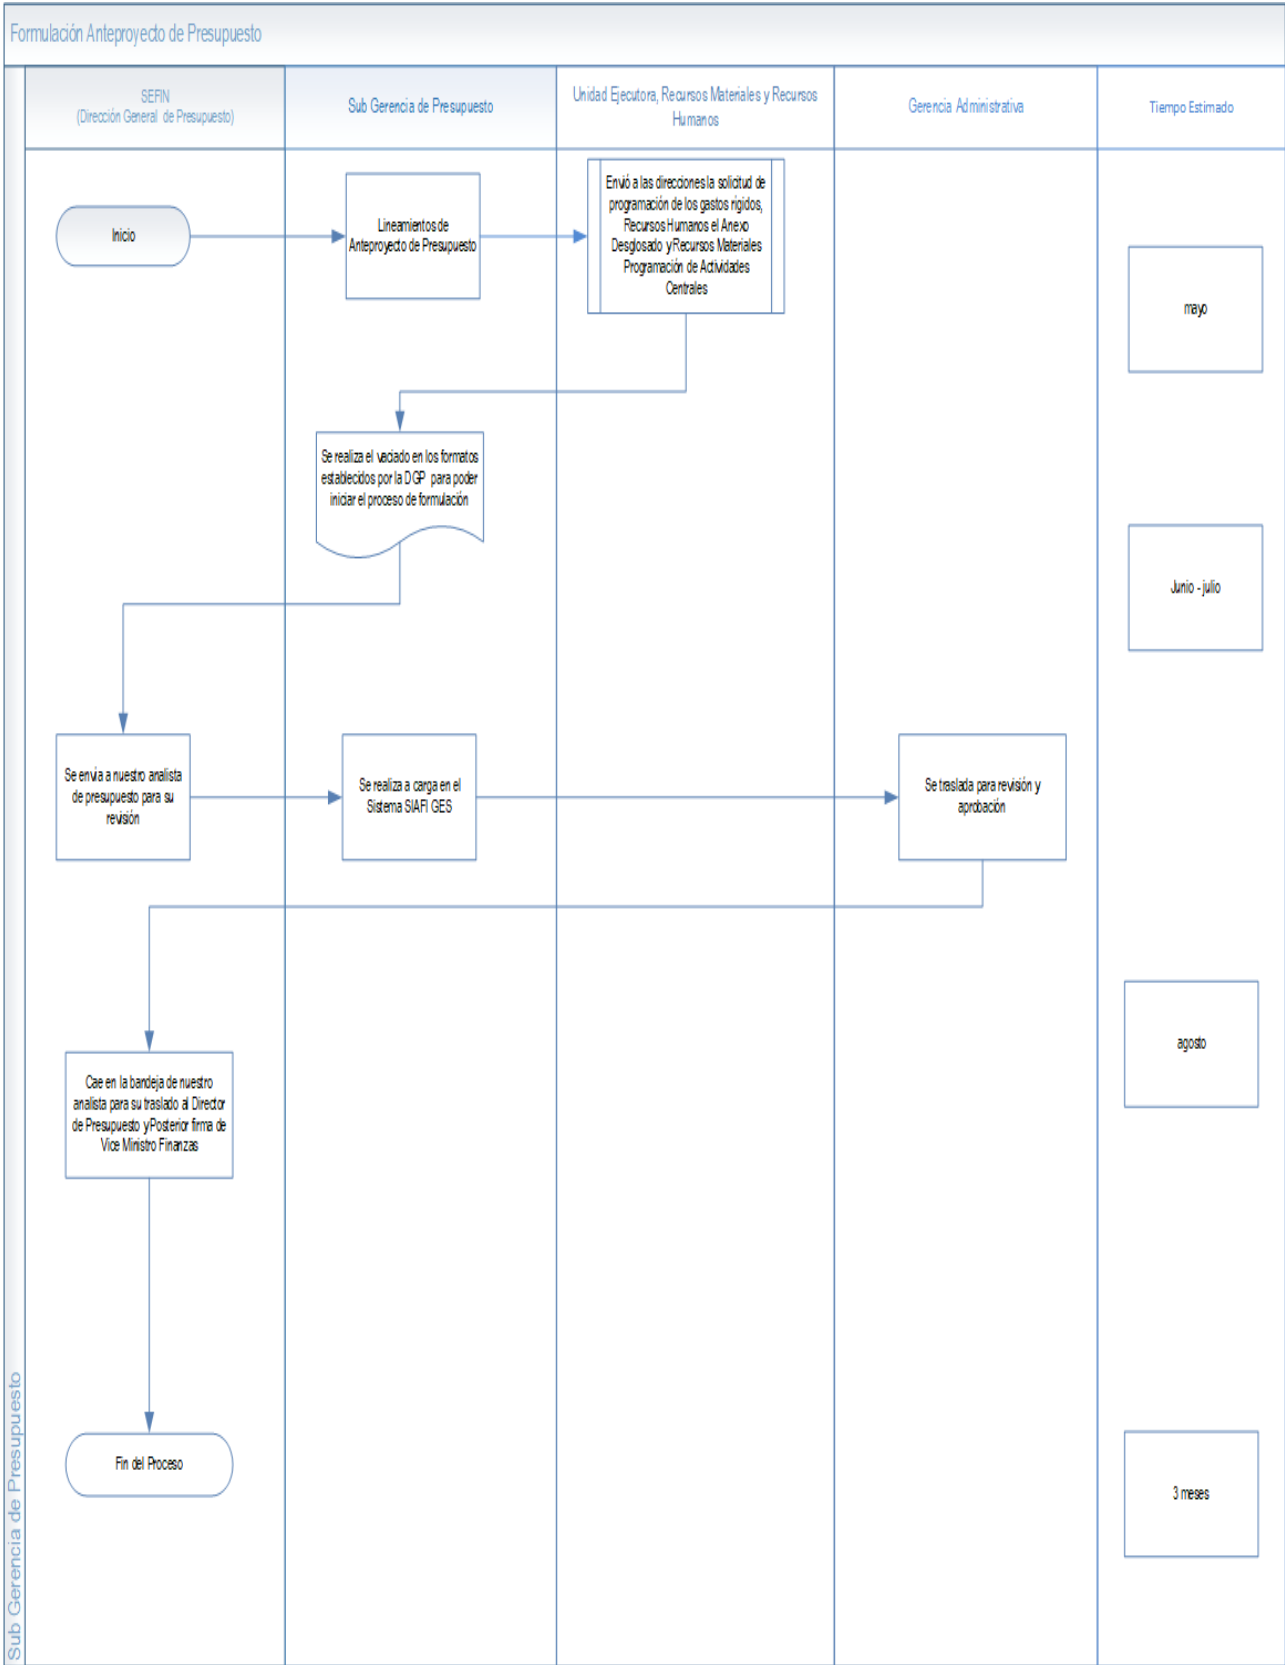 Formulación Anteproyecto de Presupuesto
SEFIN
(Dirección General de Presupuesto)
Sub Gerencia de Presupuesto
Unidad Ejecutora, Recursos Materiales y Recursos
Humanos
Gerencia Administrativa
Tiempo Estimado
Inicio
Lineamientos de
Anteproyecto de Presupuesto
Envió a las direcciones la solicitud de
programación de los gastos rígidos,
Recursos Humanos el Anexo
Desglosado y Recursos Materiales
Programación de Actividades
Centrales
mayo
Se realiza el vaciado en los formatos
establecidos por la DGP para poder
iniciar el proceso de formulación
Junio - julio
Se envía a nuestro analista
de presupuesto para su
revisión
Se realiza a carga en el
Sistema SIAFI GES
Se traslada para revisión y
aprobación
agosto
Cae en la bandeja de nuestro
analista para su traslado al Director
de Presupuesto y Posterior firma de
Vice Ministro Finanzas
Fin del Proceso
3 meses
Sub Gerencia de Presupuesto